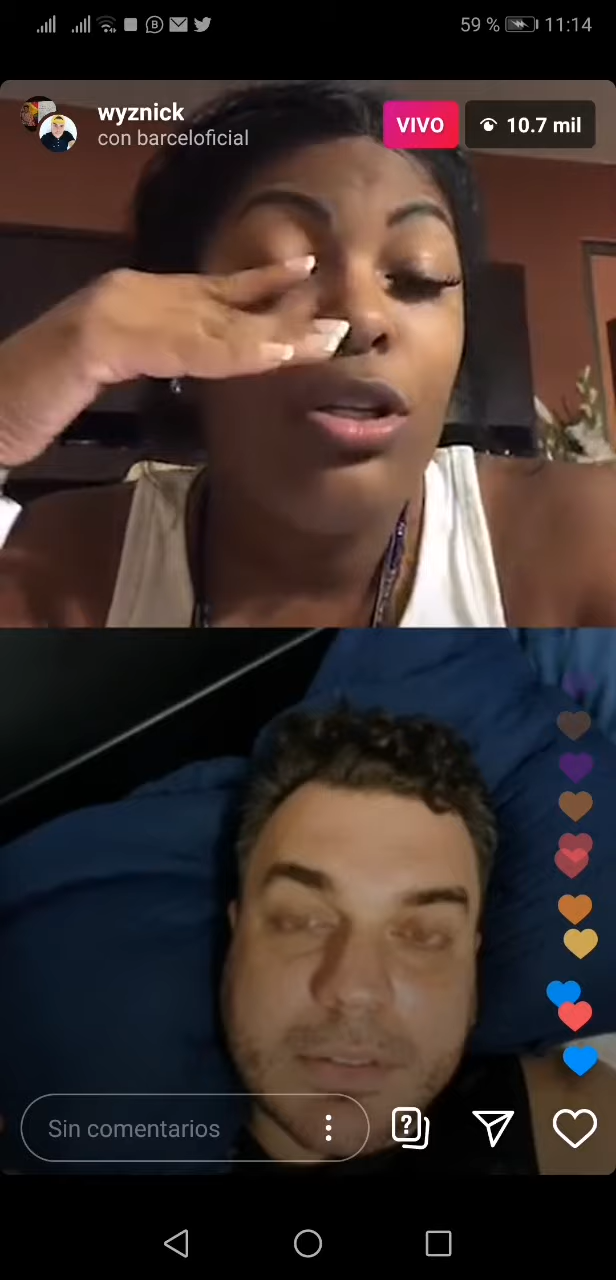 59 % 11:14
wyznick
con barceloficial
VIVO
10.7 mil
Sin comentarios